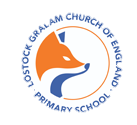 LOSTOCK GRALAM CHURCH OF ENGLAND
· PRIMARY SCHOOL ·